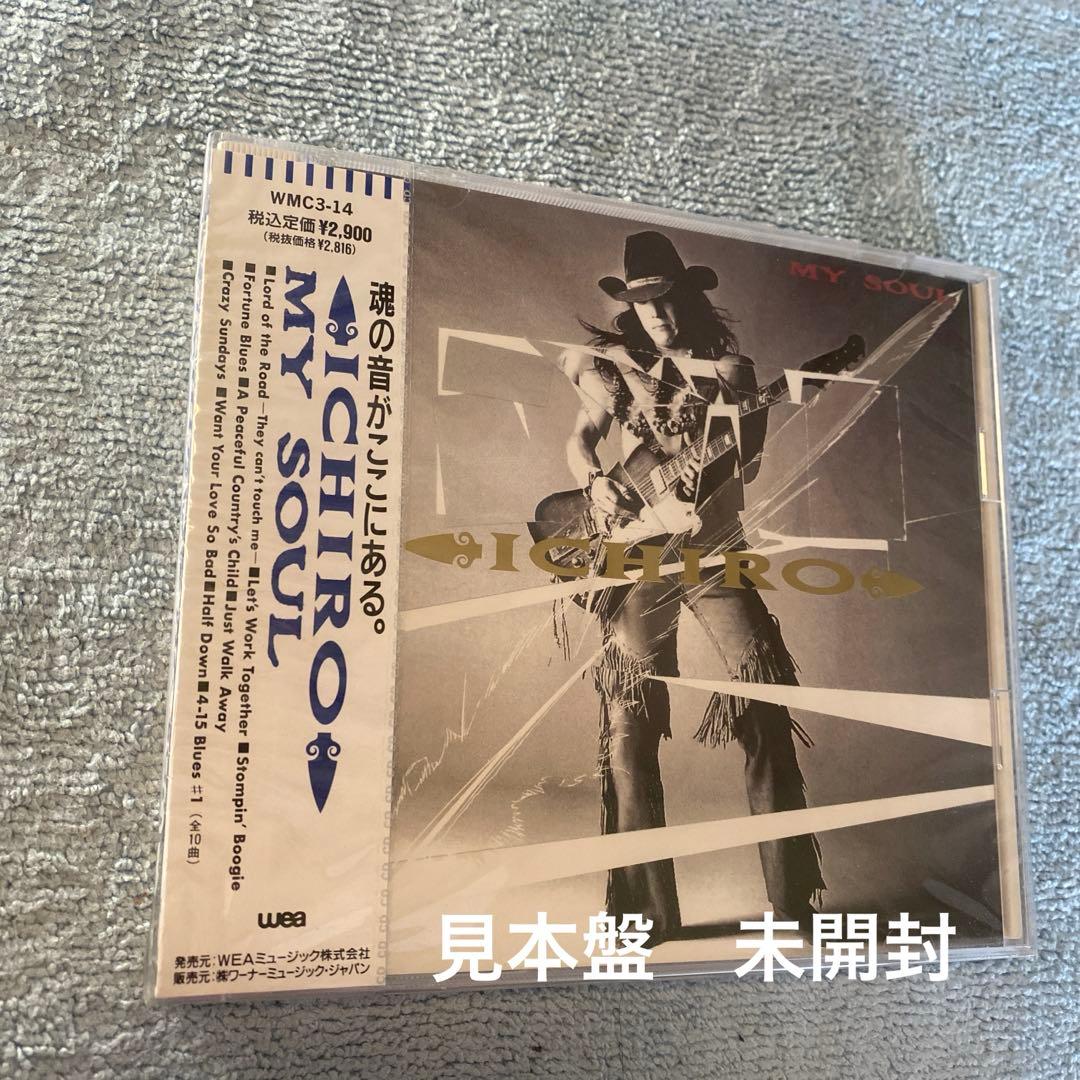 WMC3-14
税込定価¥2,900
(税抜価格¥2,816)
魂の音がここにある。
ICHIRO
MY SOUL
■Lord of the Road—They can't touch me—■Let's Work Together ■Stompin' Boogie
■Fortune Blues■A Peaceful Country's Child■Just Walk Away
■Crazy Sundays ■Want Your Love So Bad■Half Down■4-15 Blues #1 (全10曲)
wea
発売元:WEAミュージック株式会社
販売元:㈱ワーナーミュージック・ジャパン
MY SOUL
ICHIRO
見本盤 未開封